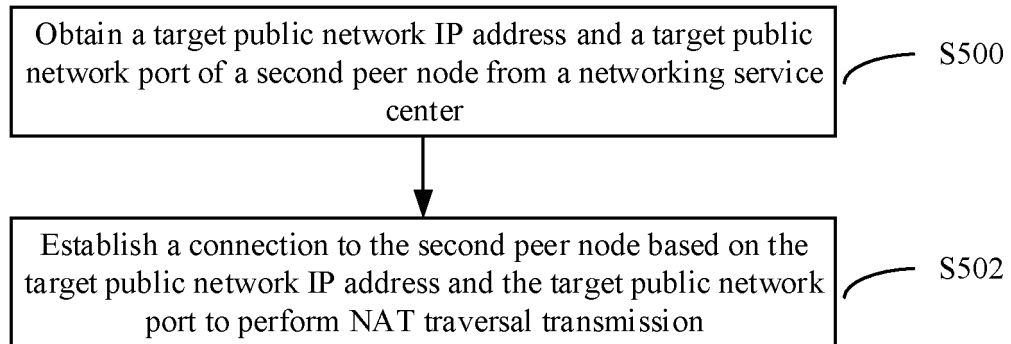 Obtain a target public network IP address and a target public
network port of a second peer node from a networking service
center
S500
Establish a connection to the second peer node based on the
target public network IP address and the target public network
port to perform NAT traversal transmission
S502